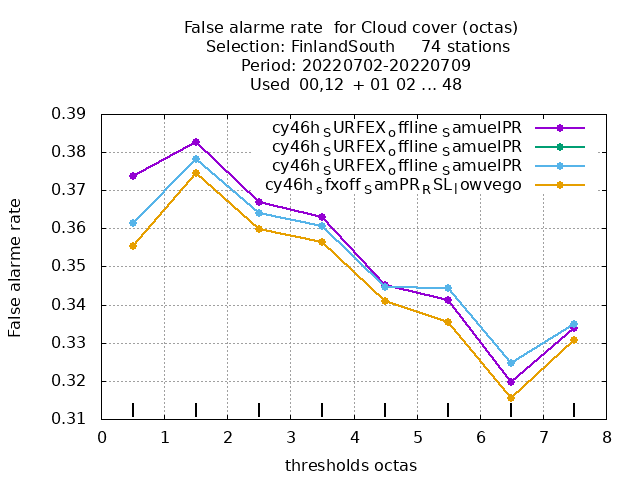 False alarme rate for Cloud cover (octas)
Selection: FinlandSouth 74 stations
Period: 20220702-20220709
Used 00,12 + 01 02 ... 48
0.39
0.38
0.37
0.36
0.35
0.34
0.33
0.32
0.31
False alarme rate
cy46h_SURFEX_offline_SamuelPR
cy46h_SURFEX_offline_SamuelPR
cy46h_SURFEX_offline_SamuelPR
cy46h_sfxoff_SamPR_RSL_lowvego
0 1 2 3 4 5 6 7 8
thresholds octas